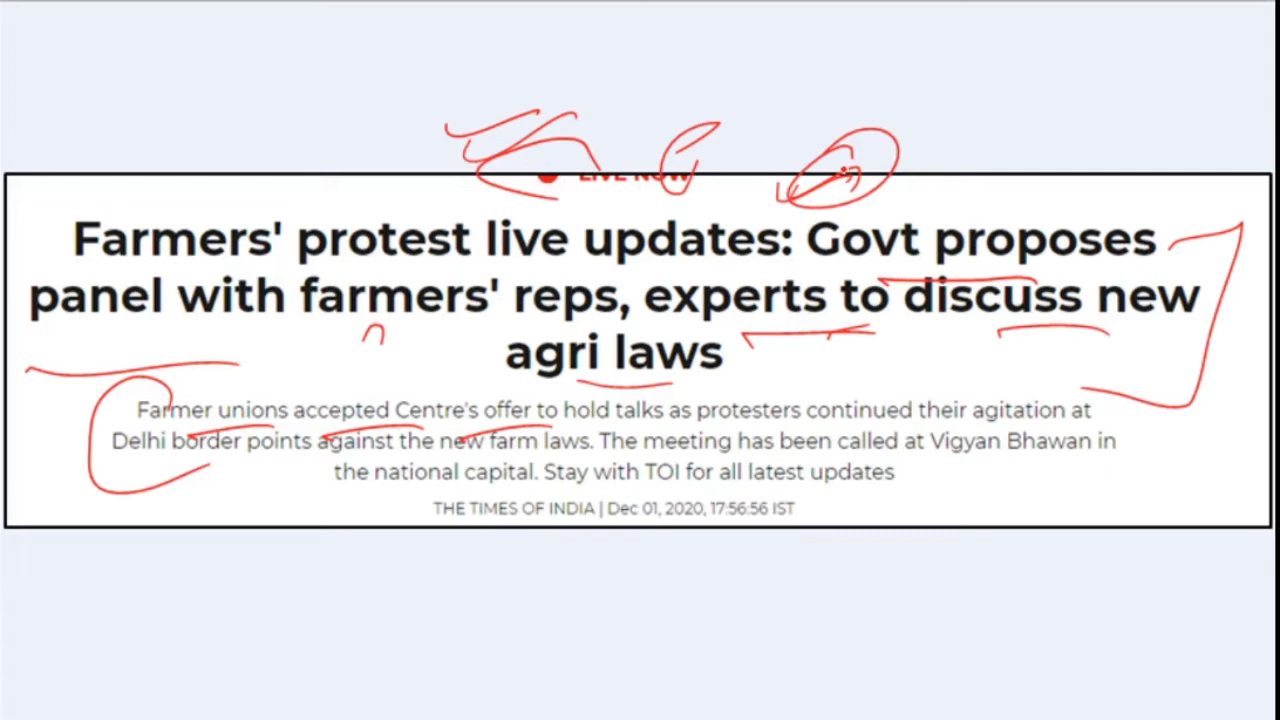 LIVE NOW
Farmers' protest live updates: Govt proposes
panel with farmers' reps, experts to discuss new
agri laws
Farmer unions accepted Centre's offer to hold talks as protesters continued their agitation at
Delhi border points against the new farm laws. The meeting has been called at Vigyan Bhawan in
the national capital. Stay with TOI for all latest updates
THE TIMES OF INDIA | Dec 01, 2020, 17:56:56 IST